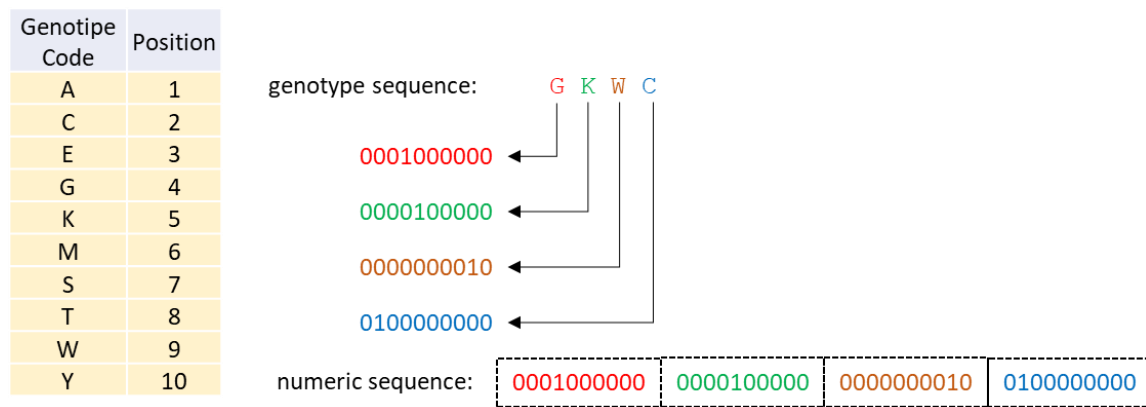 Genotipe Code Position
A 1
C 2
E 3
G 4
K 5
M 6
S 7
T 8
W 9
Y 10
genotype sequence: G K W C
0001000000
0000100000
0000000010
0100000000
numeric sequence: 0001000000 0000100000 0000000010 0100000000